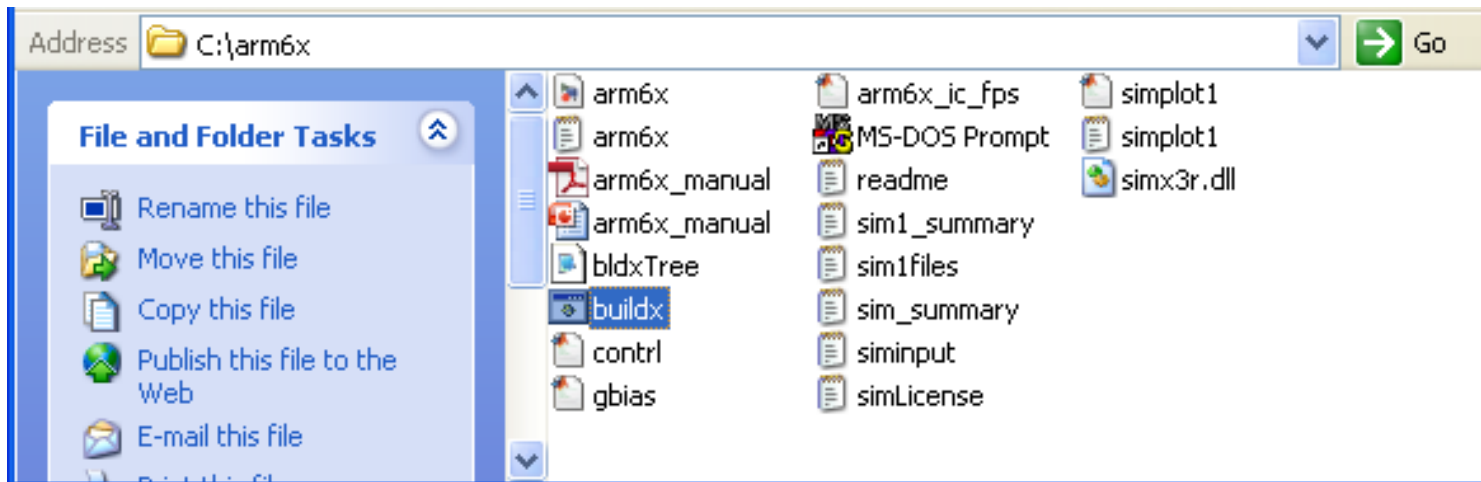 Address C:\arm6x Go
File and Folder Tasks
Rename this file
Move this file
Copy this file
Publish this file to the
Web
E-mail this file
arm6x
arm6x
arm6x_manual
arm6x_manual
bldxTree
buildx
contrl
gbias
arm6x_ic_fps
MS-DOS Prompt
readme
sim1_summary
sim1files
sim_summary
siminput
simLicense
simplot1
simplot1
simx3r.dll